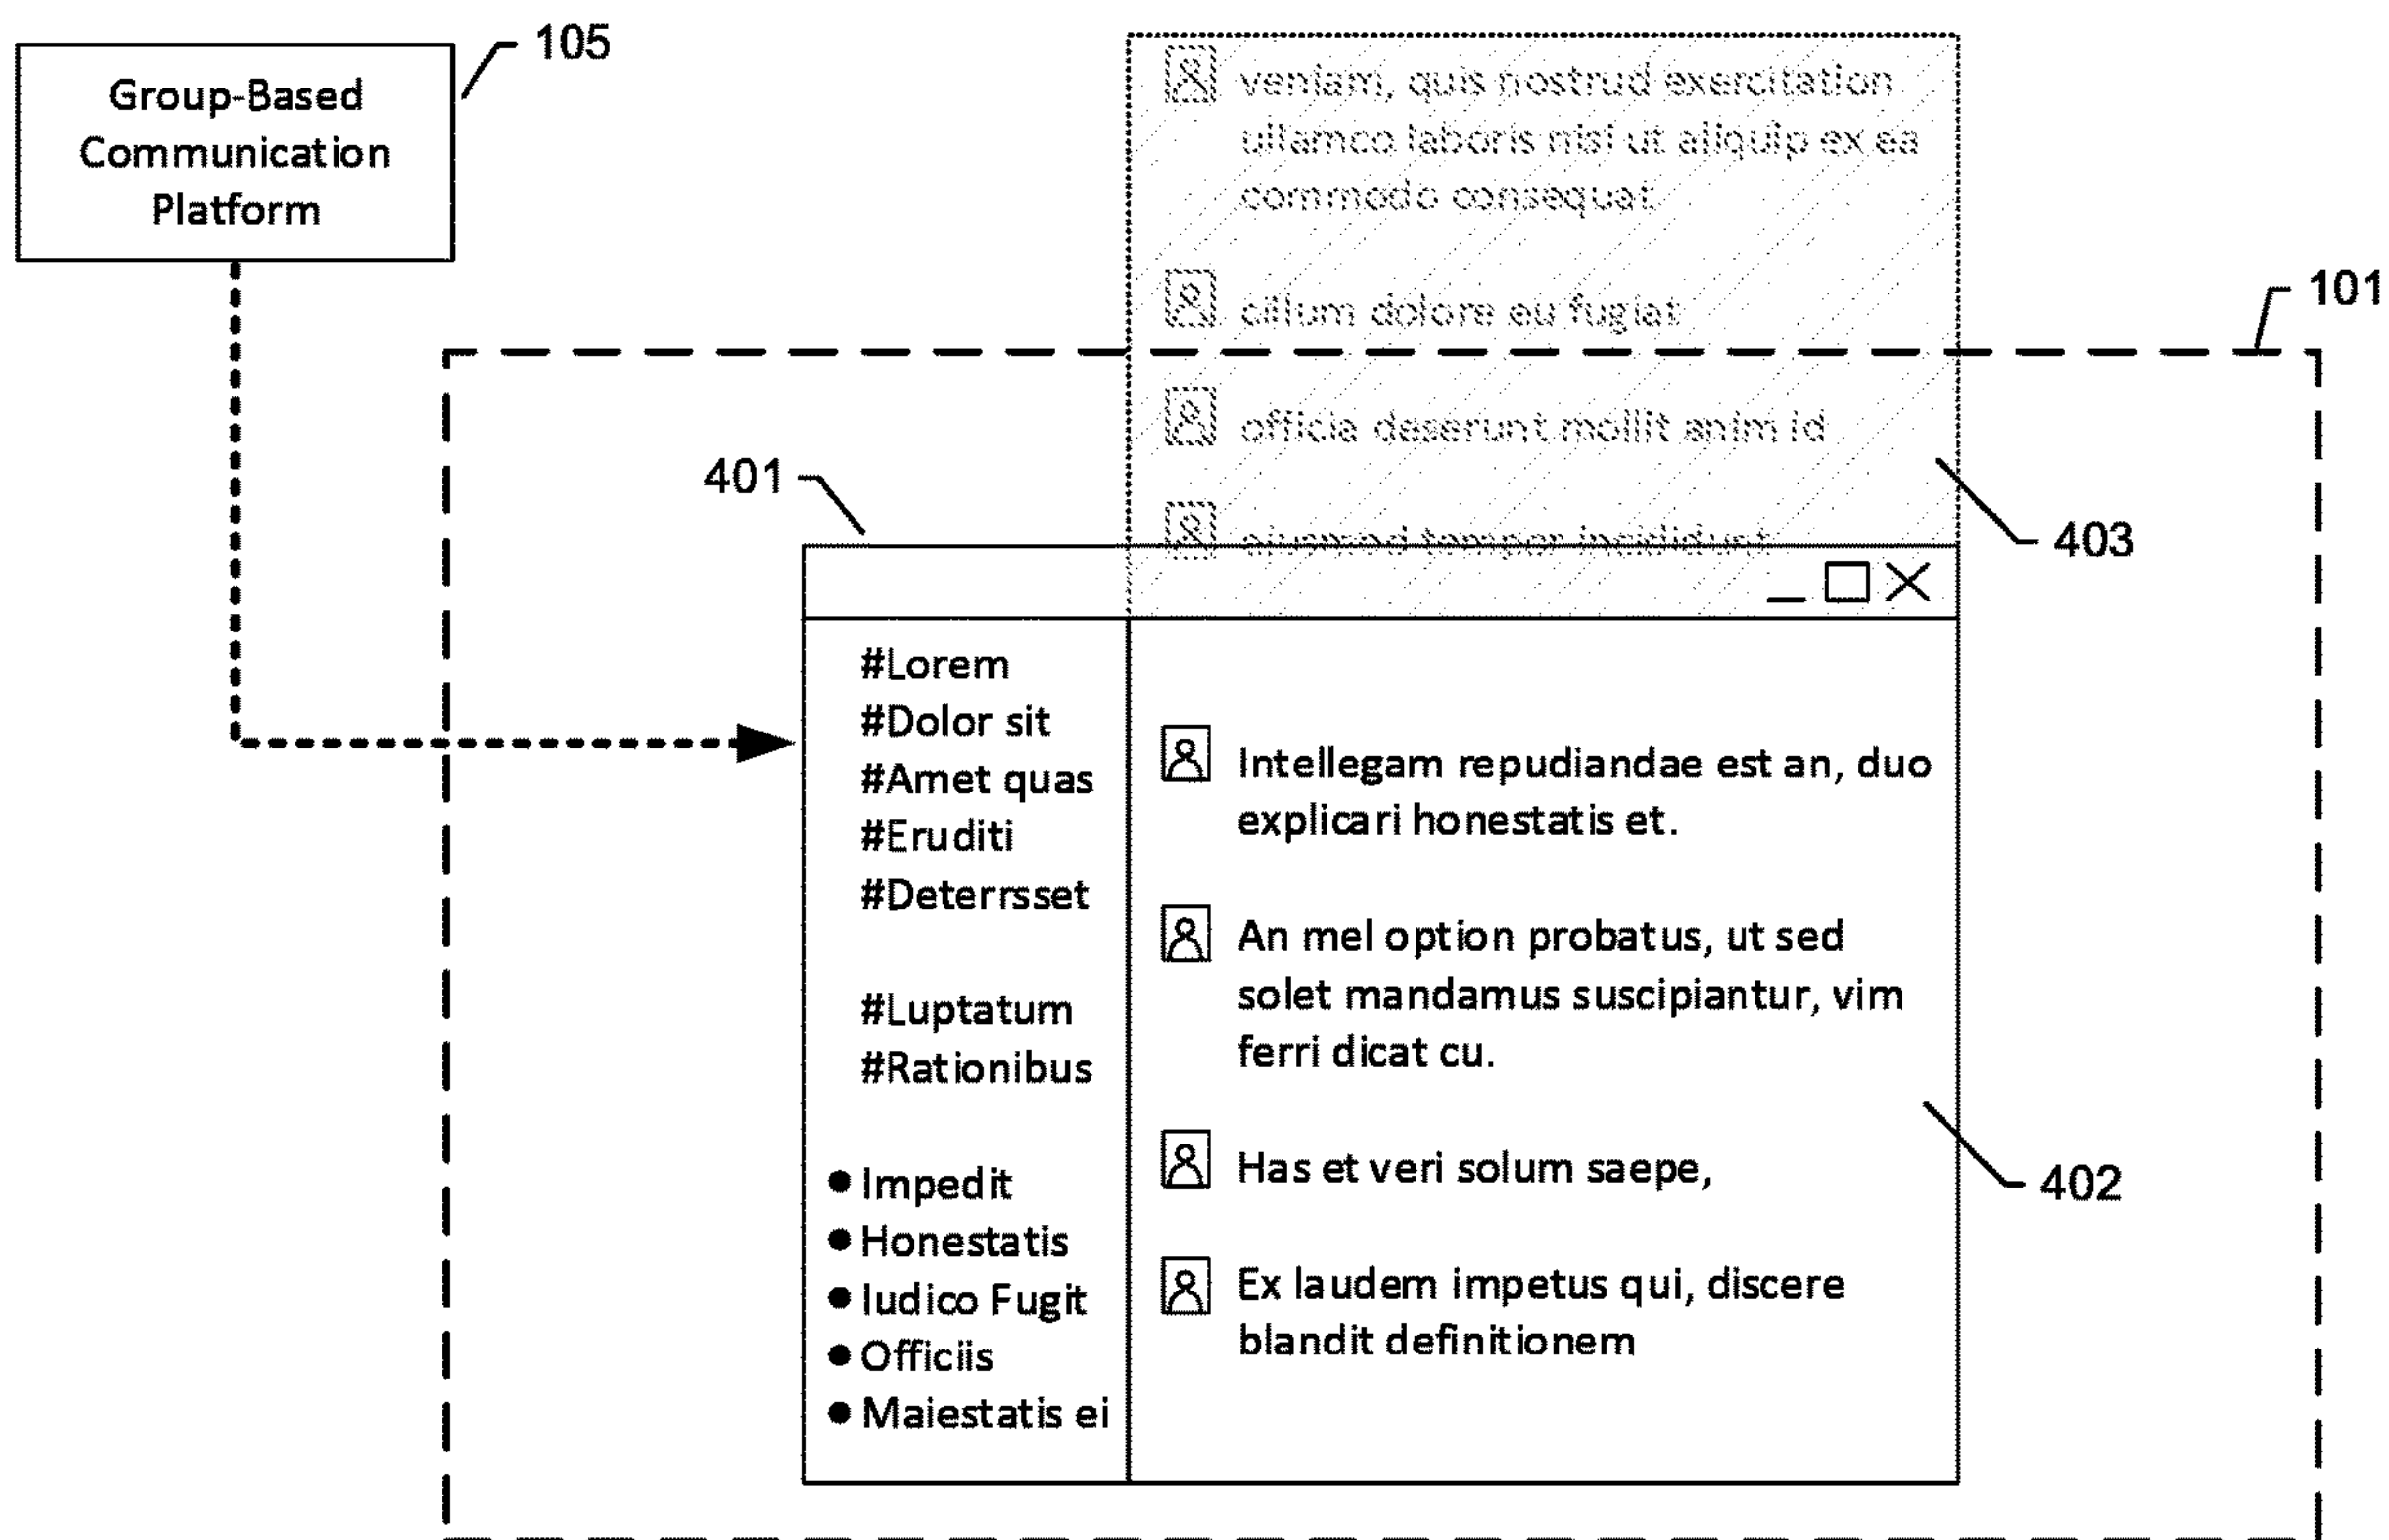 105
Group-Based
Communication
Platform
veniam, quis nostrud exercitation
ullamco laboris nisi ut aliquip ex ea
commodo consequat
cillum dolore eu fugiat
101
officia deserunt mollit anim id
401
eiusmod tempor incididunt
403
#Lorem
#Dolor sit
#Amet quas
#Eruditi
#Deterrsset
#Luptatum
#Rationibus
Impedit
Honestatis
Iudico Fugit
Officiis
Maiestatis ei
Intellegam repudiandae est an, duo
explicari honestatis et.
An mel option probatus, ut sed
solet mandamus suscipiantur, vim
ferri dicat cu.
Has et veri solum saepe,
402
Ex laudem impetus qui, discere
blandit definitionem